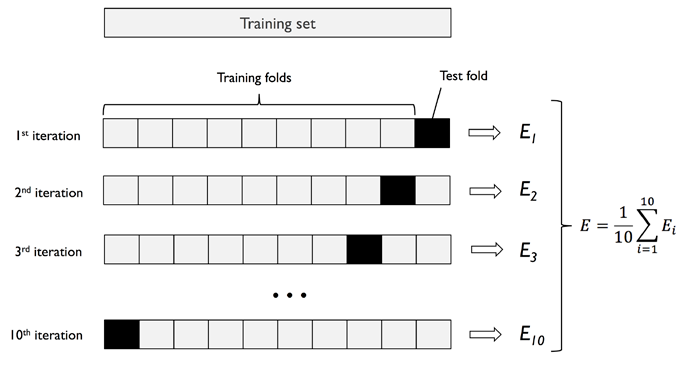 Training set
Training folds
Test fold
1st iteration
E1
2nd iteration
E2
3rd iteration
E3
E = 1/10 10∑i=1 Ei
...
10th iteration
E10